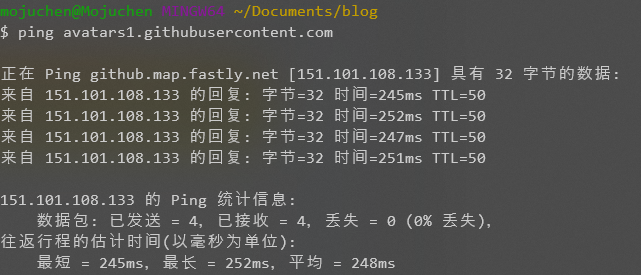 mojuchen@Mojuchen ~/Documents/blog
$ ping avatars1.githubusercontent.com
正在 Ping github.map.fastly.net [151.101.108.133] 具有 32 字节的数据:
来自 151.101.108.133 的回复: 字节=32 时间=245ms TTL=50
来自 151.101.108.133 的回复: 字节=32 时间=252ms TTL=50
来自 151.101.108.133 的回复: 字节=32 时间=247ms TTL=50
来自 151.101.108.133 的回复: 字节=32 时间=251ms TTL=50
151.101.108.133 的 Ping 统计信息:
数据包: 已发送 = 4, 已接收 = 4, 丢失 = 0 (0% 丢失),
往返行程的估计时间(以毫秒为单位):
最短 = 245ms, 最长 = 252ms, 平均 = 248ms